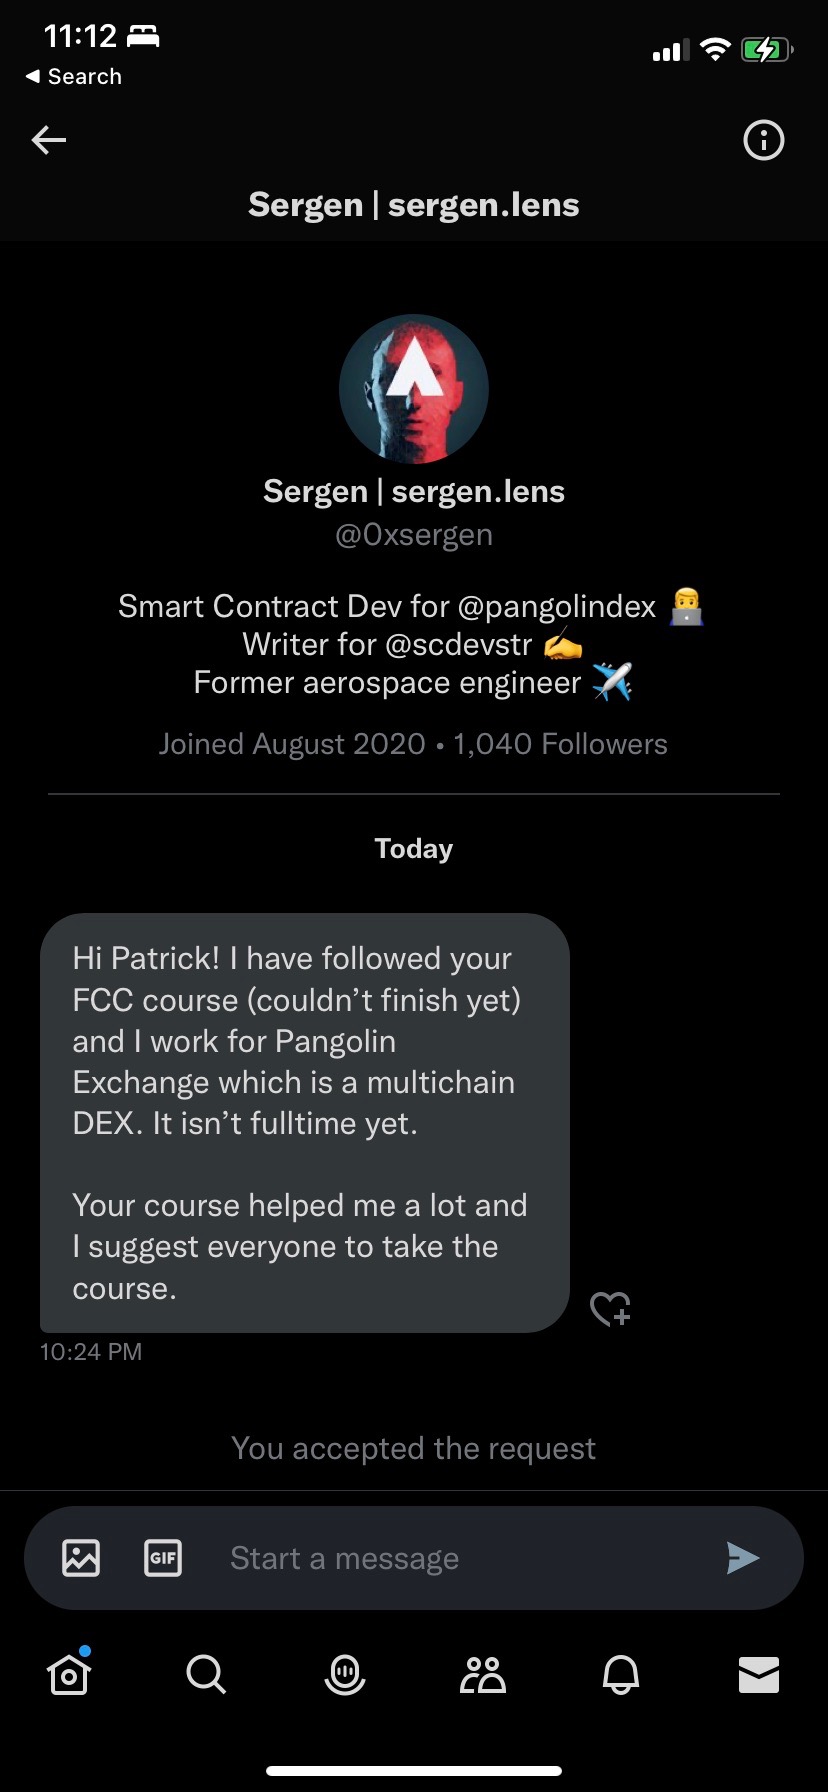 11:12
Search
Sergen | sergen.lens
Sergen | sergen.lens
@0xsergen
Smart Contract Dev for @pangolindex 👨‍💻
Writer for @scdevstr ✍️
Former aerospace engineer ✈️
Joined August 2020 • 1,040 Followers
Today
Hi Patrick! I have followed your
FCC course (couldn’t finish yet)
and I work for Pangolin
Exchange which is a multichain
DEX. It isn’t fulltime yet.
Your course helped me a lot and
I suggest everyone to take the
course.
10:24 PM
You accepted the request
GIF
Start a message